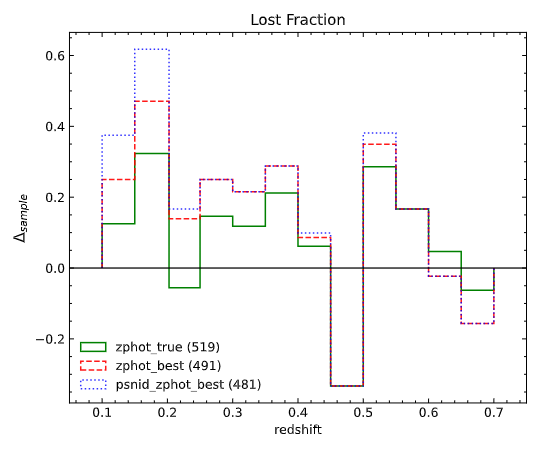 Lost Fraction
Δsample
0.6
0.4
0.2
0.0
−0.2
zphot_true (519)
zphot_best (491)
psnid_zphot_best (481)
0.1 0.2 0.3 0.4 0.5 0.6 0.7
redshift